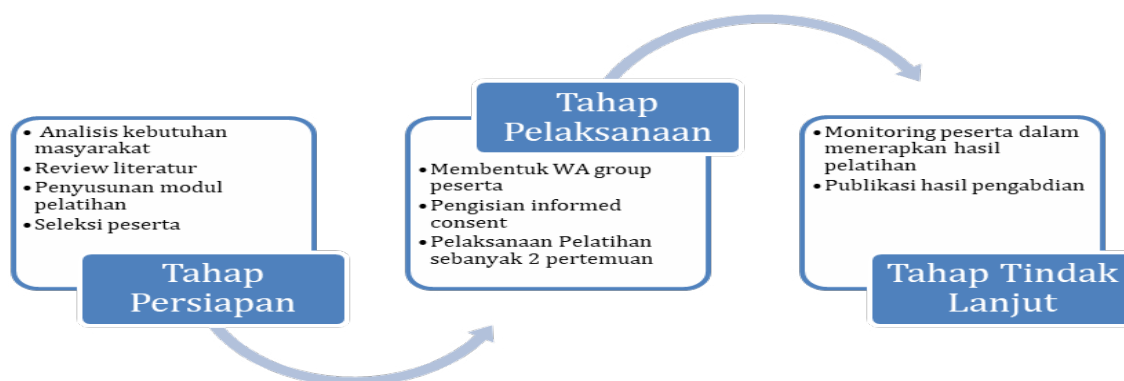 • Analisis kebutuhan
masyarakat
• Review literatur
• Penyusunan modul
pelatihan
• Seleksi peserta
Tahap
Persiapan
Tahap
Pelaksanaan
• Membentuk WA group
peserta
• Pengisian informed
consent
• Pelaksanaan Pelatihan
sebanyak 2 pertemuan
• Monitoring peserta dalam
menerapkan hasil
pelatihan
• Publikasi hasil pengabdian
Tahap Tindak
Lanjut